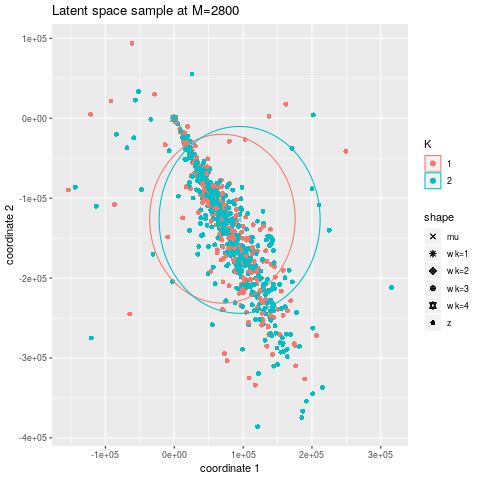 Latent space sample at M=2800
1e+05
0e+00
-1e+05
-2e+05
-3e+05
-4e+05
coordinate 2
-1e+05
0e+00
1e+05
2e+05
3e+05
coordinate 1
K
1
2
shape
mu
w k=1
w k=2
w k=3
w k=4
z